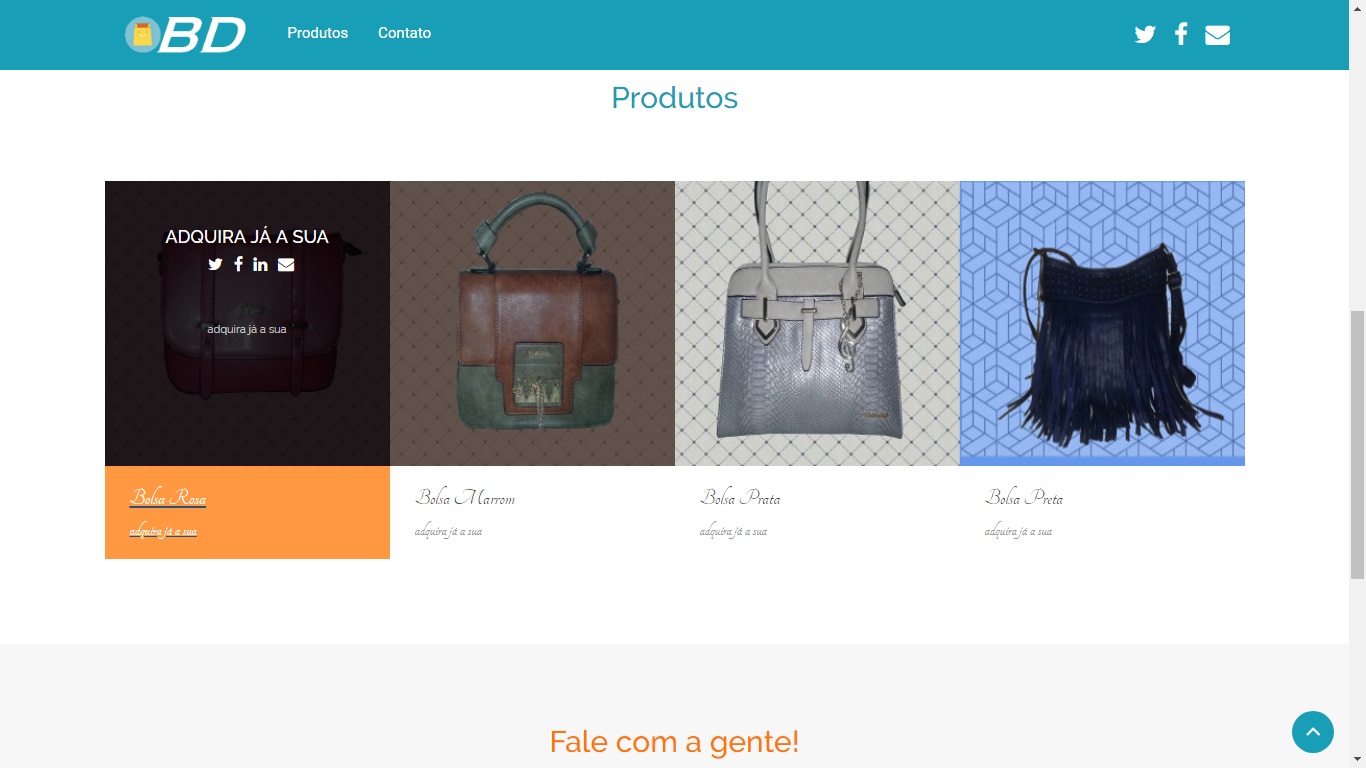 BD
Produtos
Contato
Produtos
ADQUIRA JÁ A SUA
adquira já a sua
Bolsa Rosa
adquira já a sua
Bolsa Marrom
adquira já a sua
Bolsa Prata
adquira já a sua
Bolsa Preta
adquira já a sua
Fale com a gente!